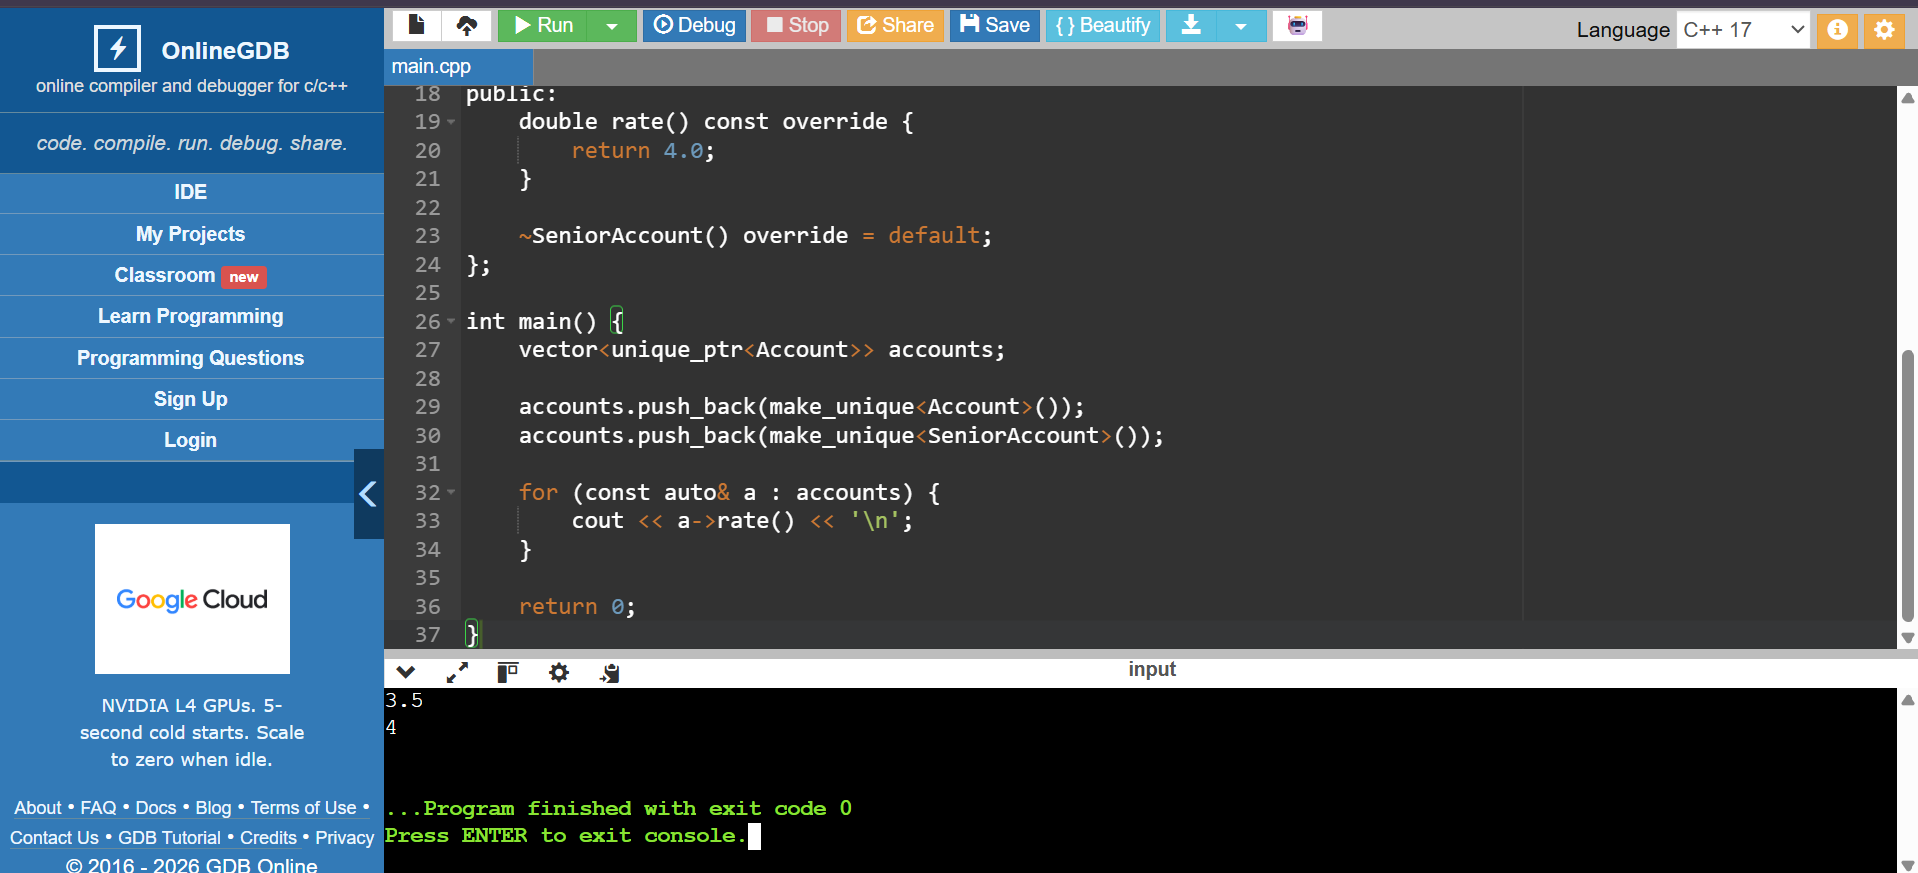 OnlineGDB
online compiler and debugger for c/c++
code. compile. run. debug. share.
IDE
My Projects
Classroom new
Learn Programming
Programming Questions
Sign Up
Login
Google Cloud
NVIDIA L4 GPUs. 5-
second cold starts. Scale
to zero when idle.
About • FAQ • Docs • Blog • Terms of Use •
Contact Us • GDB Tutorial • Credits • Privacy
© 2016 - 2026 GDB Online
Run Debug Stop Share Save { } Beautify Language C++ 17
main.cpp
18 public:
19     double rate() const override {
20         return 4.0;
21     }
22
23     ~SeniorAccount() override = default;
24 };
25
26 int main() {
27     vector<unique_ptr<Account>> accounts;
28
29     accounts.push_back(make_unique<Account>());
30     accounts.push_back(make_unique<SeniorAccount>());
31
32     for (const auto& a : accounts) {
33         cout << a->rate() << '\n';
34     }
35
36     return 0;
37 }
input
3.5
4
...Program finished with exit code 0
Press ENTER to exit console.